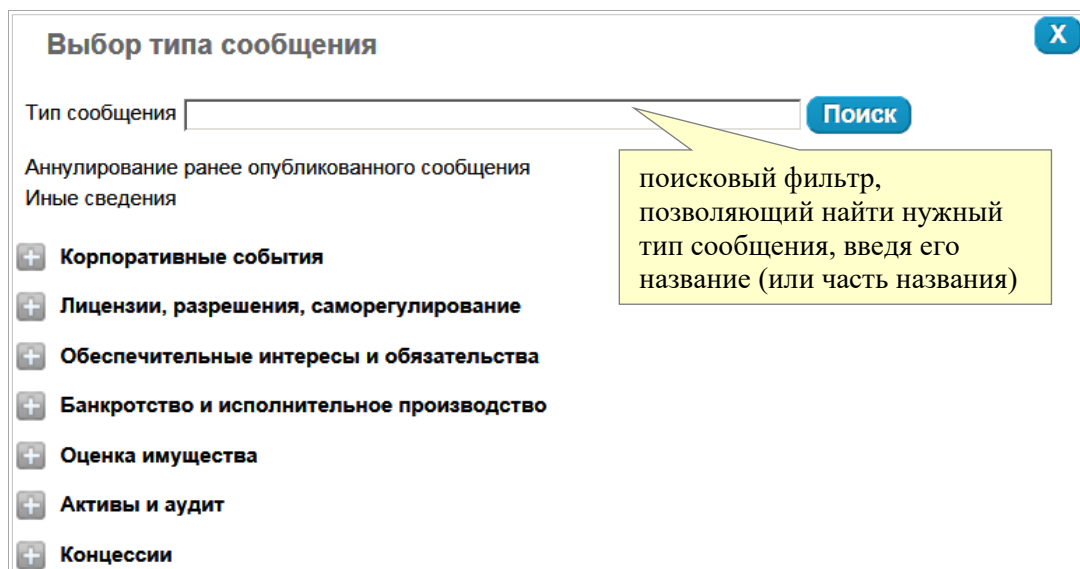 Выбор типа сообщения
X
Тип сообщения
Поиск
Аннулирование ранее опубликованного сообщения
Иные сведения
поисковый фильтр,
позволяющий найти нужный
тип сообщения, введя его
название (или часть названия)
Корпоративные события
Лицензии, разрешения, саморегулирование
Обеспечительные интересы и обязательства
Банкротство и исполнительное производство
Оценка имущества
Активы и аудит
Концессии